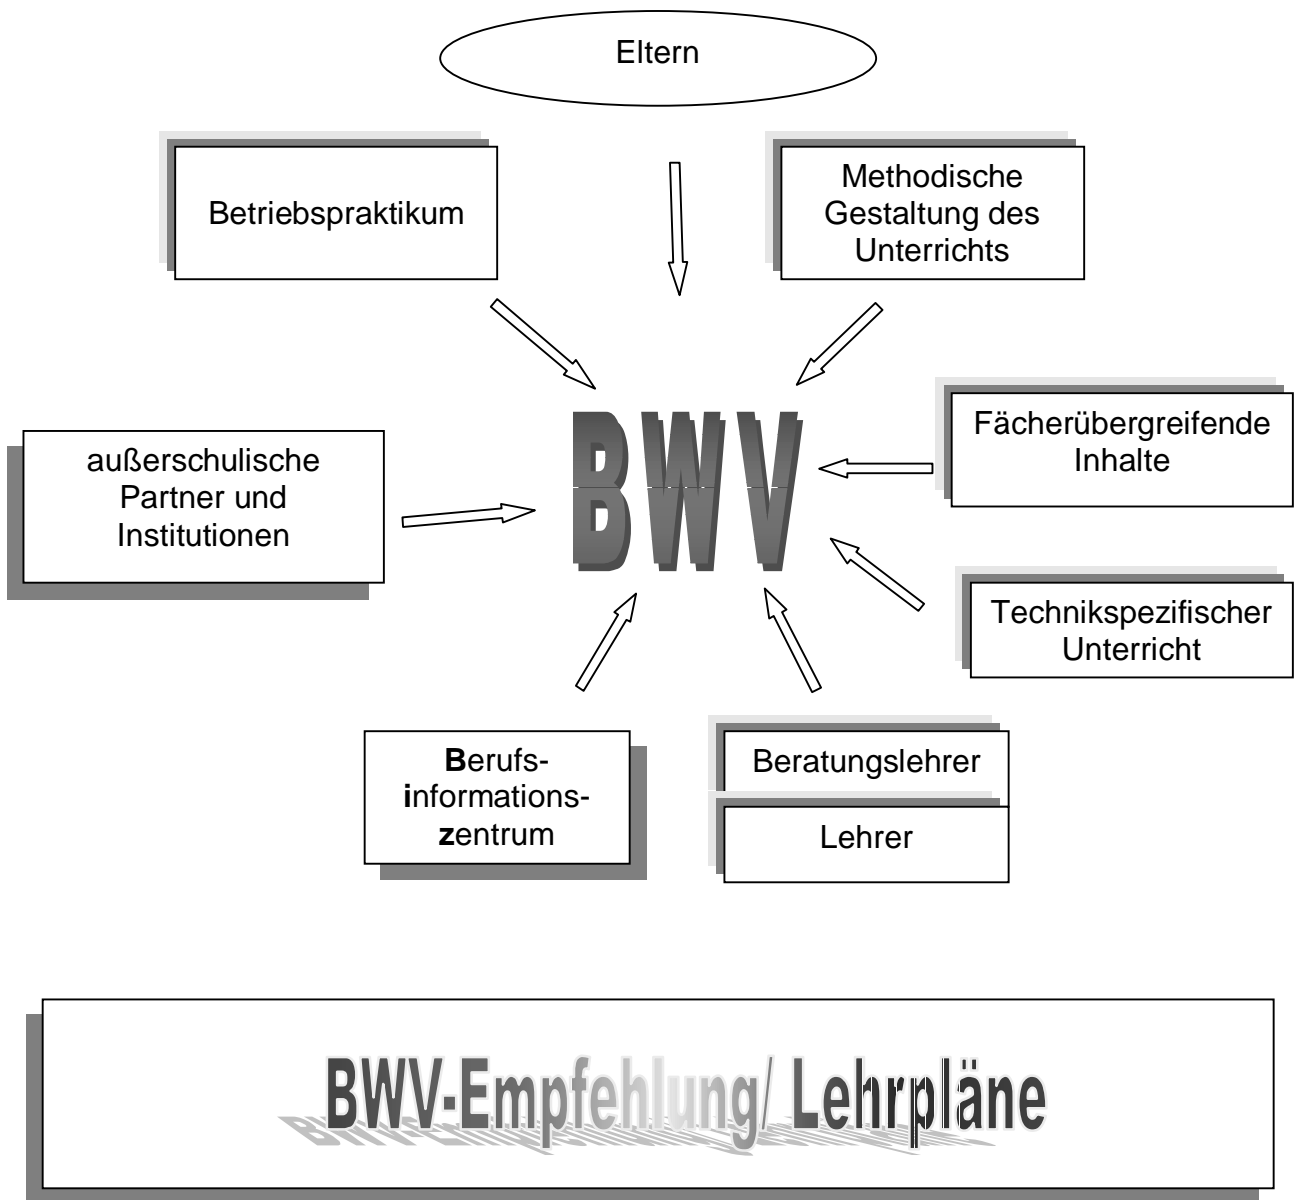 Eltern
Betriebspraktikum
Methodische
Gestaltung des
Unterrichts
außerschulische
Partner und
Institutionen
BWV
Fächerübergreifende
Inhalte
Technikspezifischer
Unterricht
Berufs-
informations-
zentrum
Beratungslehrer
Lehrer
BWV-Empfehlung/ Lehrpläne